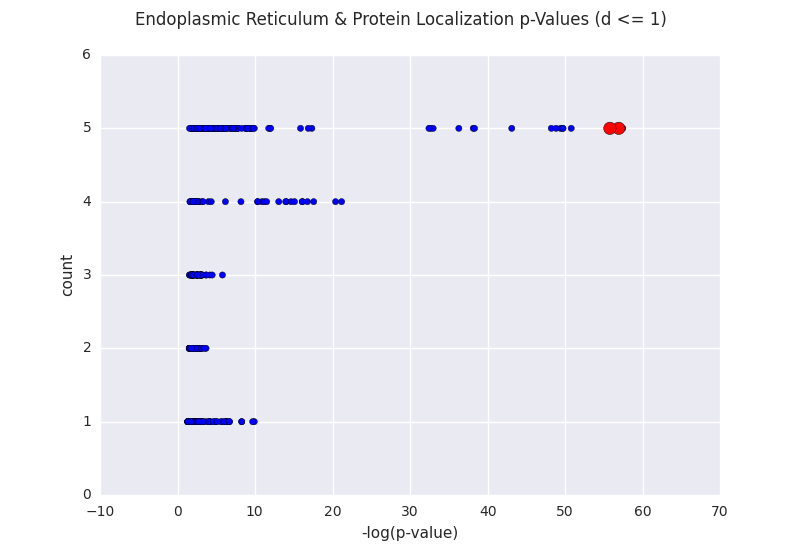 Endoplasmic Reticulum & Protein Localization p-Values (d <= 1)
6
5
4
3
2
1
0
count
−10 0 10 20 30 40 50 60 70
-log(p-value)